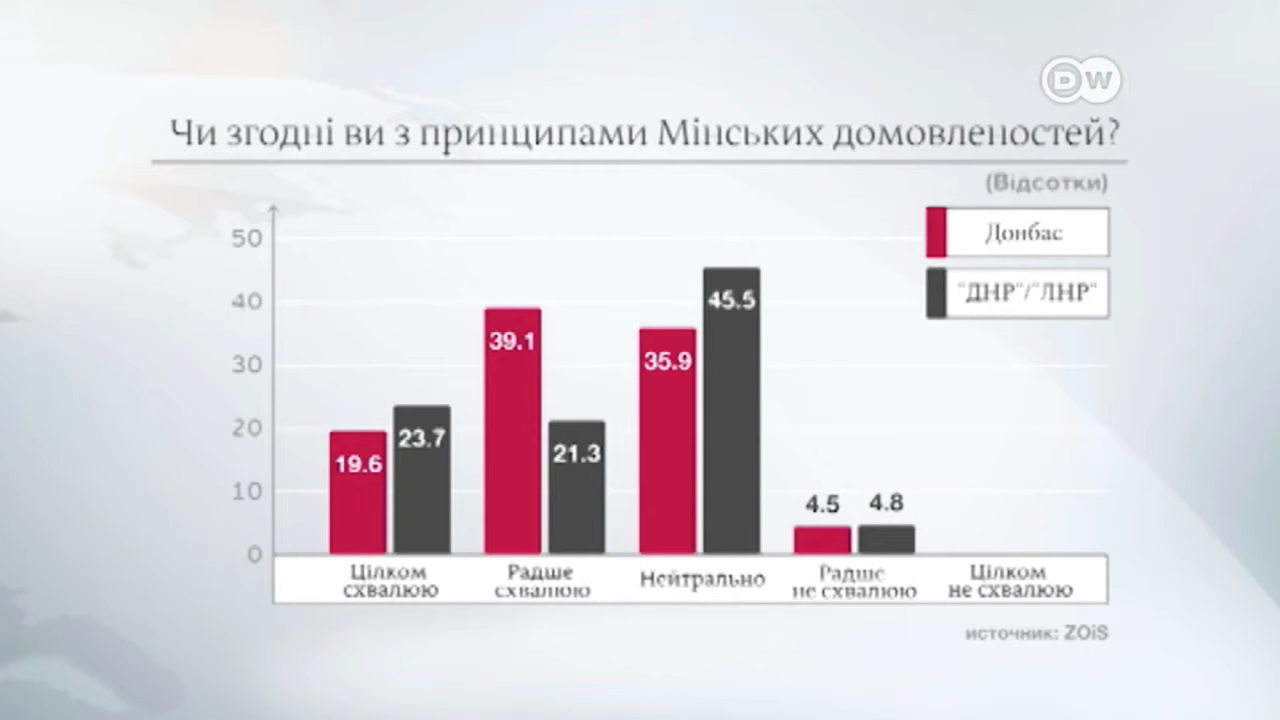 DW
Чи згодні ви з принципами Мінських домовленостей?
(Відсотки)
Донбас
"ДНР"/"ЛНР"
50
40
30
20
10
0
19.6
23.7
39.1
21.3
35.9
45.5
4.5
4.8
Цілком
схвалюю
Радше
схвалюю
Нейтрально
Радше
не схвалюю
Цілком
не схвалюю
источник: ZOiS